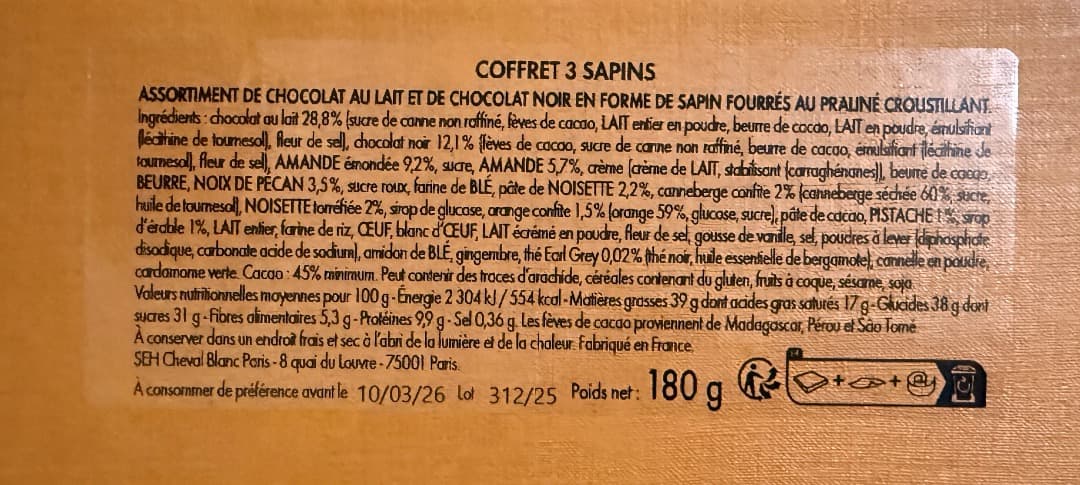 COFFRET 3 SAPINS
ASSORTIMENT DE CHOCOLAT AU LAIT ET DE CHOCOLAT NOIR EN FORME DE SAPIN FOURRÉS AU PRALINÉ CROUSTILLANT.
Ingrédients : chocolat au lait 28,8% (sucre de canne non raffiné, fèves de cacao, LAIT entier en poudre, beurre de cacao, LAIT en poudre, émulsifiant
(lécithine de tournesol), fleur de sel), chocolat noir 12,1% (fèves de cacao, sucre de canne non raffiné, beurre de cacao, émulsifiant (lécithine de
tournesol), fleur de sel), AMANDE émondée 9,2%, sucre, AMANDE 5,7%, crème (crème de LAIT, stabilisant (carraghénanes)), beurre de cacao,
BEURRE, NOIX DE PÉCAN 3,5%, sucre roux, farine de BLÉ, pâte de NOISETTE 2,2%, canneberge confite 2% (canneberge séchée 60%, sucre,
huile de tournesol), NOISETTE torréfiée 2%, sirop de glucose, orange confite 1,5% (orange 59%, glucose, sucre), pâte de cacao, PISTACHE 1%, sirop
d'érable 1%, LAIT entier, farine de riz, ŒUF, blanc d'ŒUF, LAIT écrémé en poudre, fleur de sel, gousse de vanille, sel, poudres à lever (diphosphate
disodique, carbonate acide de sodium), amidon de BLÉ, gingembre, thé Earl Grey 0,02% (thé noir, huile essentielle de bergamote), cannelle en poudre,
cardamome verte. Cacao : 45% minimum. Peut contenir des traces d'arachide, céréales contenant du gluten, fruits à coque, sésame, soja.
Valeurs nutritionnelles moyennes pour 100 g - Énergie 2 304 kJ / 554 kcal - Matières grasses 39 g dont acides gras saturés 17 g - Glucides 38 g dont
sucres 31 g - Fibres alimentaires 5,3 g - Protéines 9,9 g - Sel 0,36 g. Les fèves de cacao proviennent de Madagascar, Pérou et São Tomé
À conserver dans un endroit frais et sec à l'abri de la lumière et de la chaleur. Fabriqué en France.
SEH Cheval Blanc Paris - 8 quai du Louvre - 75001 Paris.
À consommer de préférence avant le 10/03/26 Lot 312/25 Poids net : 180 g